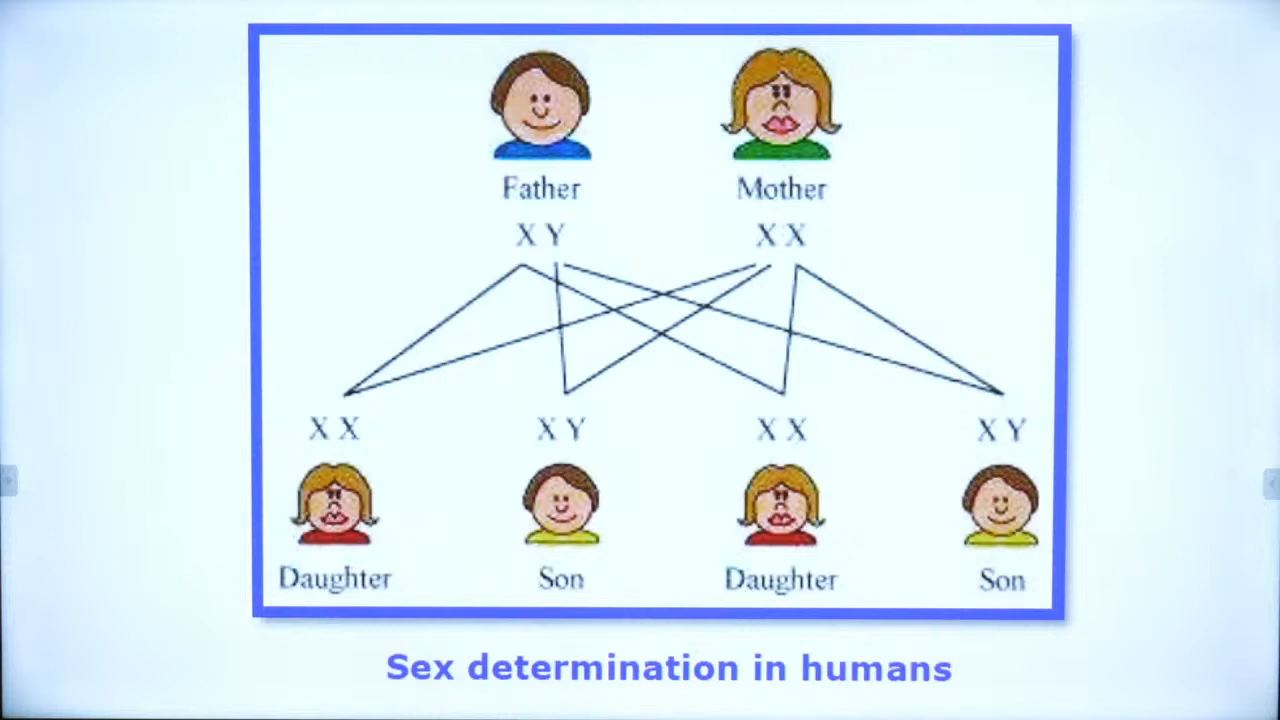 Father Mother
X Y X X
X X X Y X X X Y
Daughter Son Daughter Son
Sex determination in humans